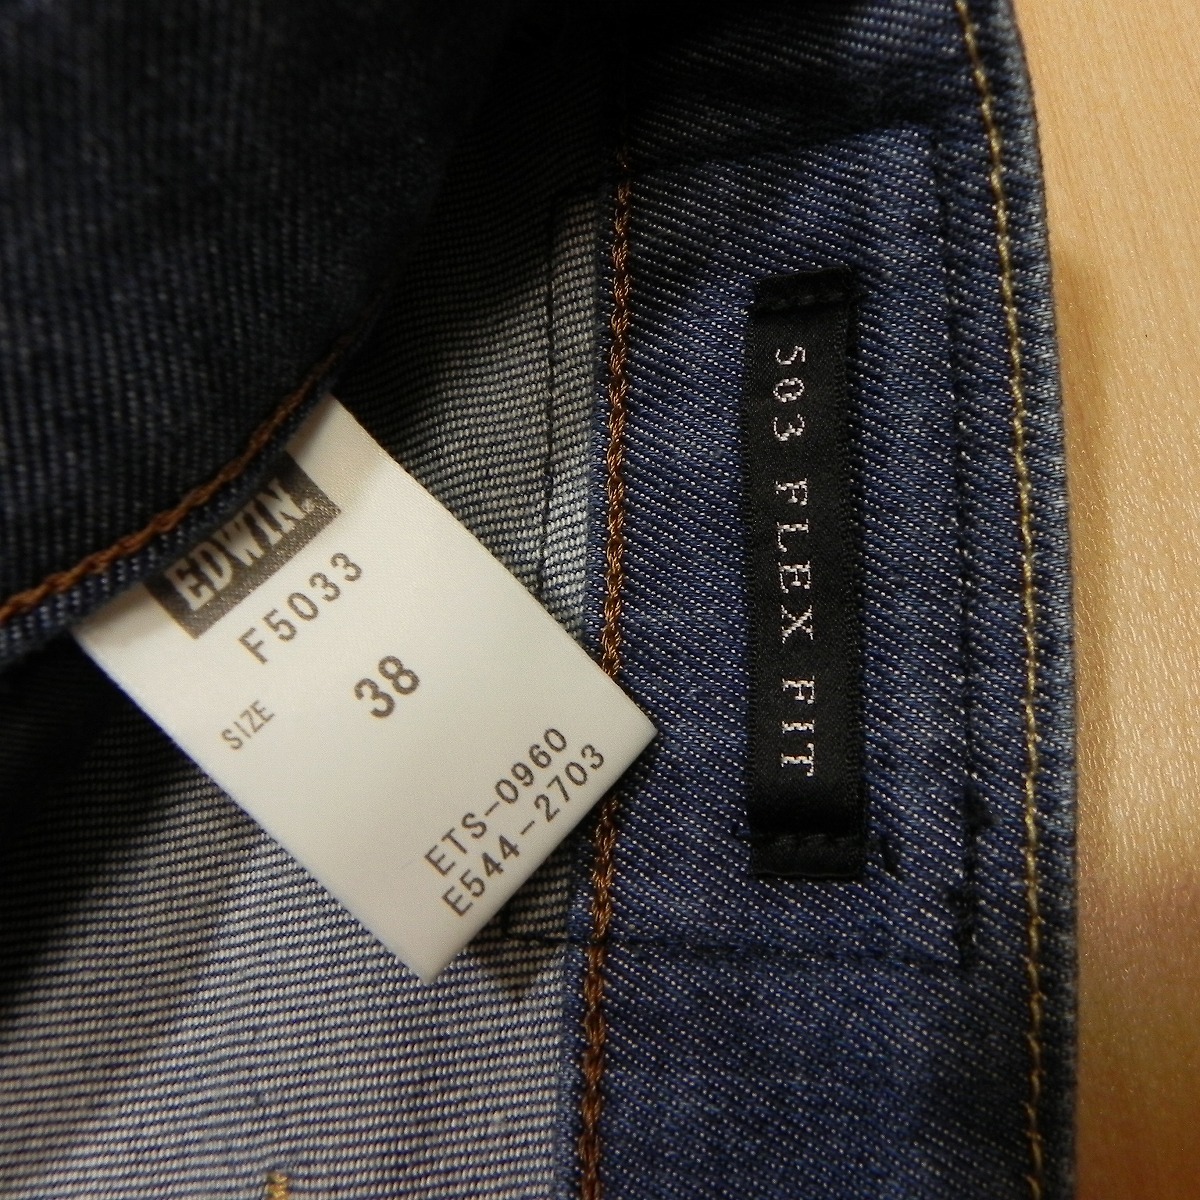 EDWIN.
F5033
SIZE 38
ETS-0960
E544-2703
503 FLEX FIT